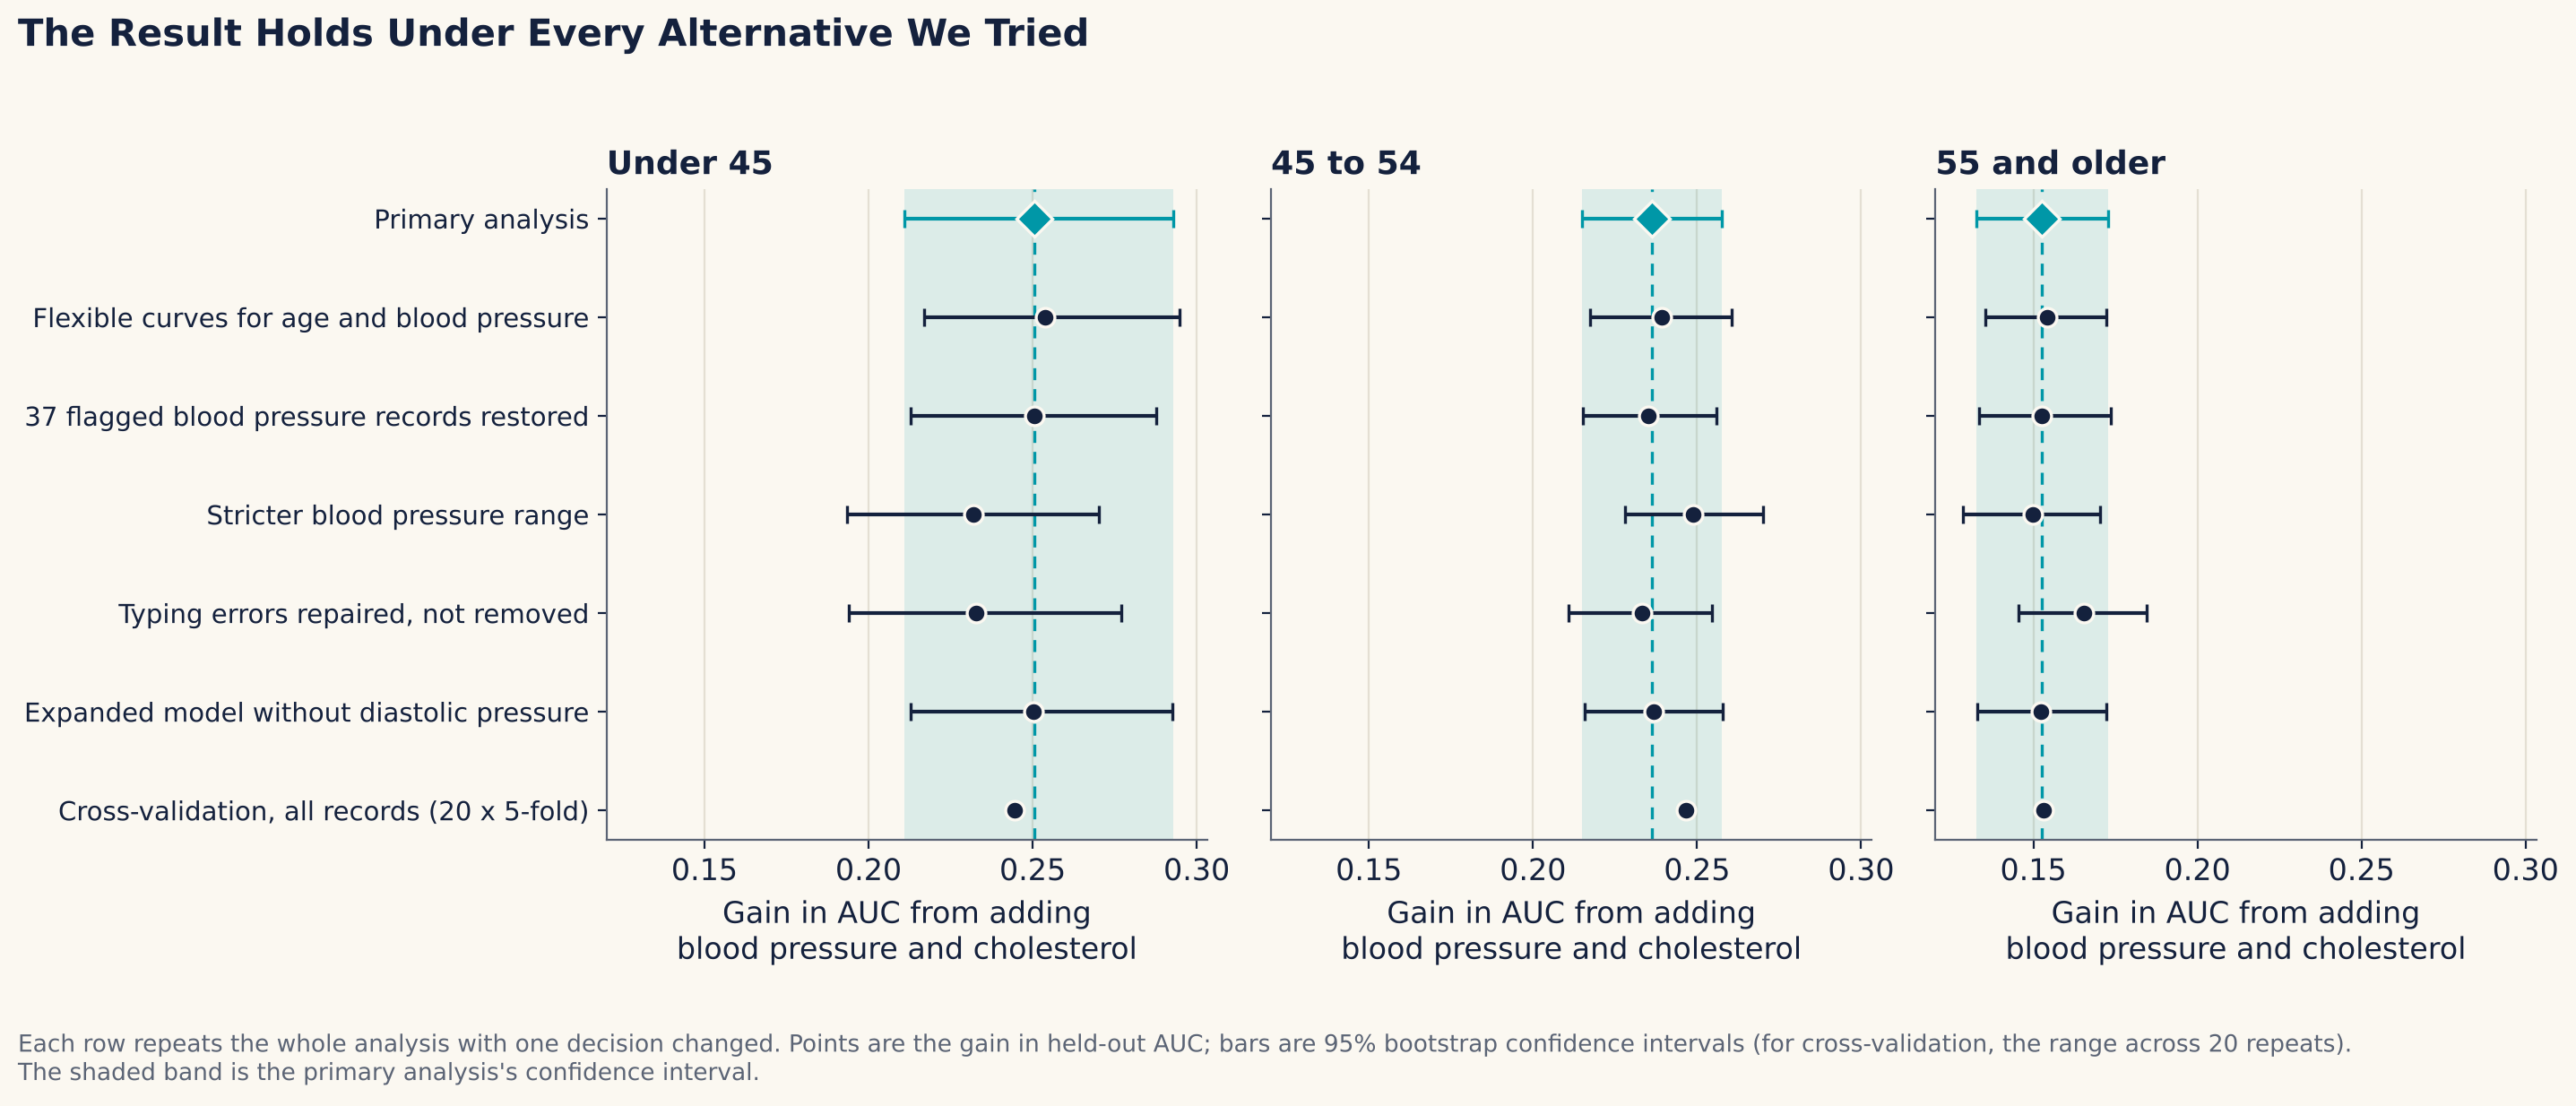 The Result Holds Under Every Alternative We Tried
Under 45
45 to 54
55 and older
Primary analysis
Flexible curves for age and blood pressure
37 flagged blood pressure records restored
Stricter blood pressure range
Typing errors repaired, not removed
Expanded model without diastolic pressure
Cross-validation, all records (20 x 5-fold)
0.15 0.20 0.25 0.30
Gain in AUC from adding
blood pressure and cholesterol
0.15 0.20 0.25 0.30
Gain in AUC from adding
blood pressure and cholesterol
0.15 0.20 0.25 0.30
Gain in AUC from adding
blood pressure and cholesterol
Each row repeats the whole analysis with one decision changed. Points are the gain in held-out AUC; bars are 95% bootstrap confidence intervals (for cross-validation, the range across 20 repeats).
The shaded band is the primary analysis's confidence interval.